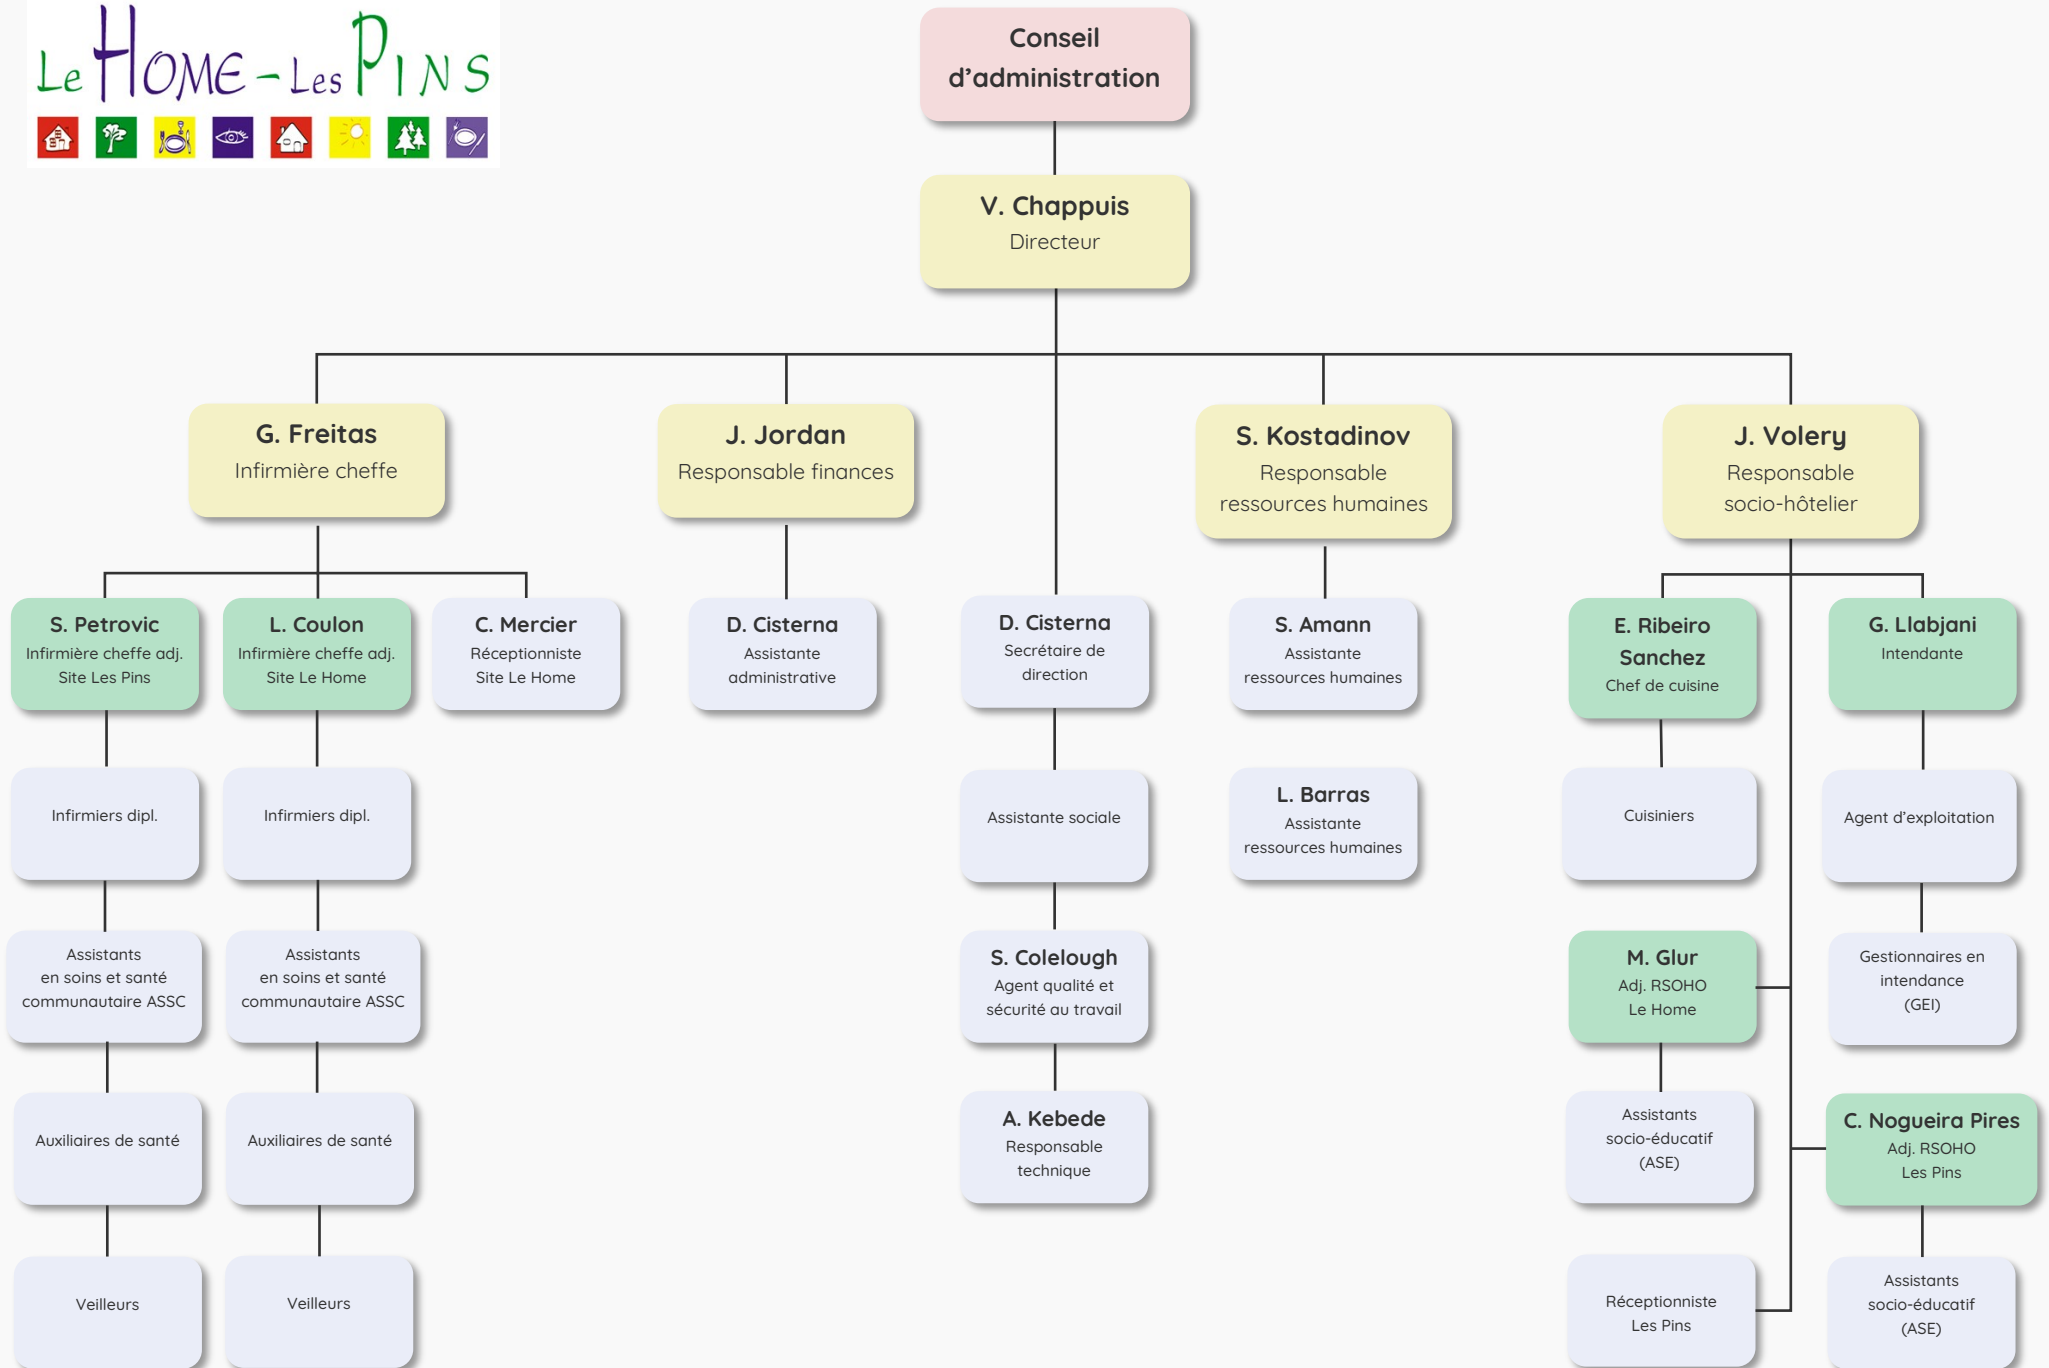 Le HOME - Les PINS
Conseil
d’administration
V. Chappuis
Directeur
G. Freitas
Infirmière cheffe
J. Jordan
Responsable finances
S. Kostadinov
Responsable
ressources humaines
J. Volery
Responsable
socio-hôtelier
S. Petrovic
Infirmière cheffe adj.
Site Les Pins
L. Coulon
Infirmière cheffe adj.
Site Le Home
C. Mercier
Réceptionniste
Site Le Home
D. Cisterna
Assistante
administrative
D. Cisterna
Secrétaire de
direction
S. Amann
Assistante
ressources humaines
E. Ribeiro
Sanchez
Chef de cuisine
G. Llabjani
Intendante
Infirmiers dipl.
Infirmiers dipl.
Assistante sociale
L. Barras
Assistante
ressources humaines
Cuisiniers
Agent d’exploitation
Assistants
en soins et santé
communautaire ASSC
Assistants
en soins et santé
communautaire ASSC
S. Colelough
Agent qualité et
sécurité au travail
M. Glur
Adj. RSOHO
Le Home
Gestionnaires en
intendance
(GEI)
Auxiliaires de santé
Auxiliaires de santé
A. Kebede
Responsable
technique
Assistants
socio-éducatif
(ASE)
C. Nogueira Pires
Adj. RSOHO
Les Pins
Veilleurs
Veilleurs
Réceptionniste
Les Pins
Assistants
socio-éducatif
(ASE)